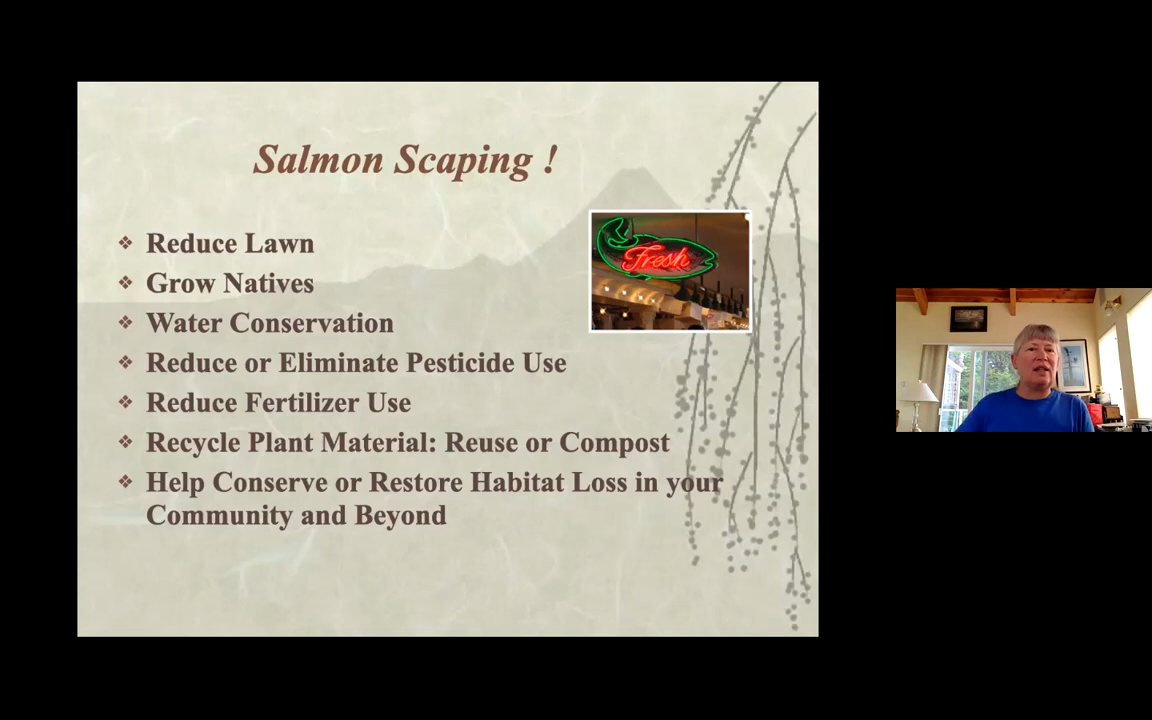 Salmon Scaping !
Fresh
Reduce Lawn
Grow Natives
Water Conservation
Reduce or Eliminate Pesticide Use
Reduce Fertilizer Use
Recycle Plant Material: Reuse or Compost
Help Conserve or Restore Habitat Loss in your
Community and Beyond